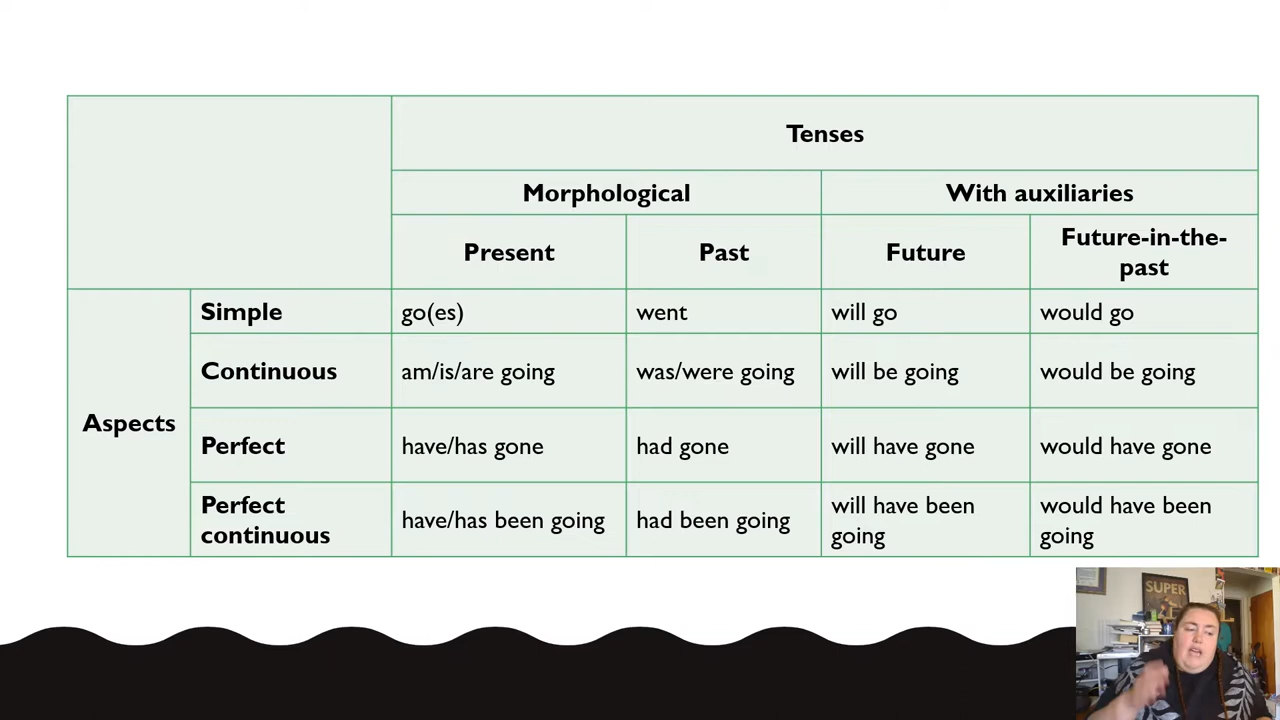 Tenses
Morphological
With auxiliaries
Present
Past
Future
Future-in-the-
past
Aspects
Simple
go(es)
went
will go
would go
Continuous
am/is/are going
was/were going
will be going
would be going
Perfect
have/has gone
had gone
will have gone
would have gone
Perfect
continuous
have/has been going
had been going
will have been
going
would have been
going
SUPER